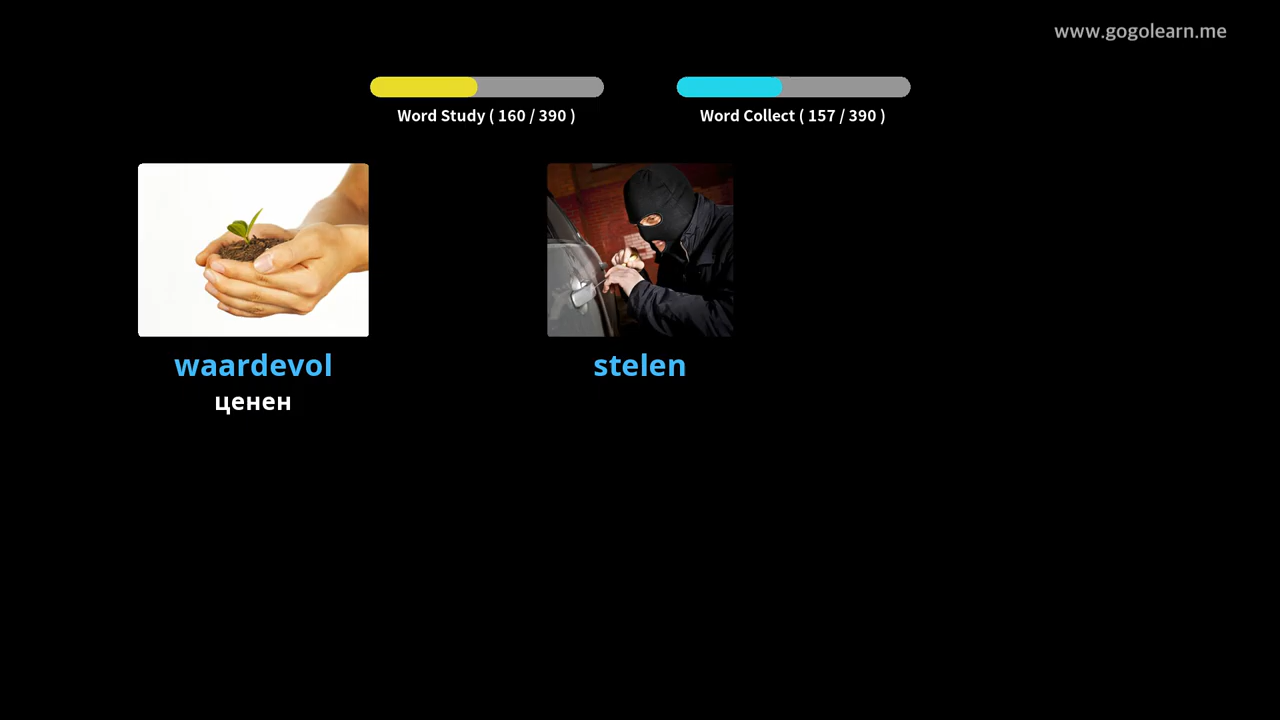 www.gogolearn.me
Word Study ( 160 / 390 )
Word Collect ( 157 / 390 )
waardevol
ценен
stelen